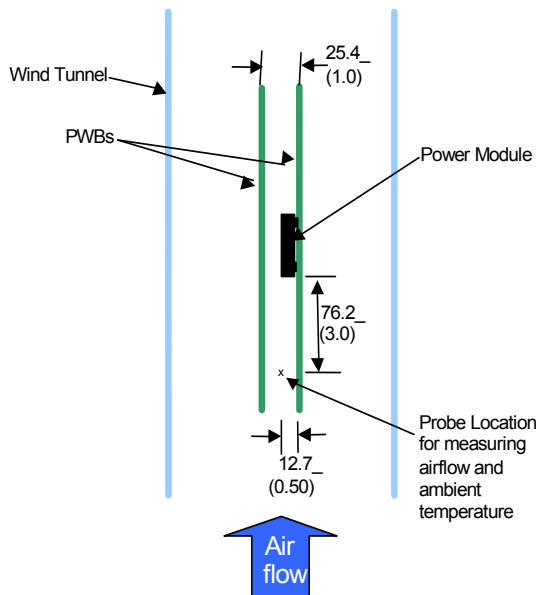 25.4_
(1.0)
Wind Tunnel
PWBs
Power Module
76.2_
(3.0)
x
Probe Location
for measuring
airflow and
ambient
temperature
12.7_
(0.50)
Air
flow